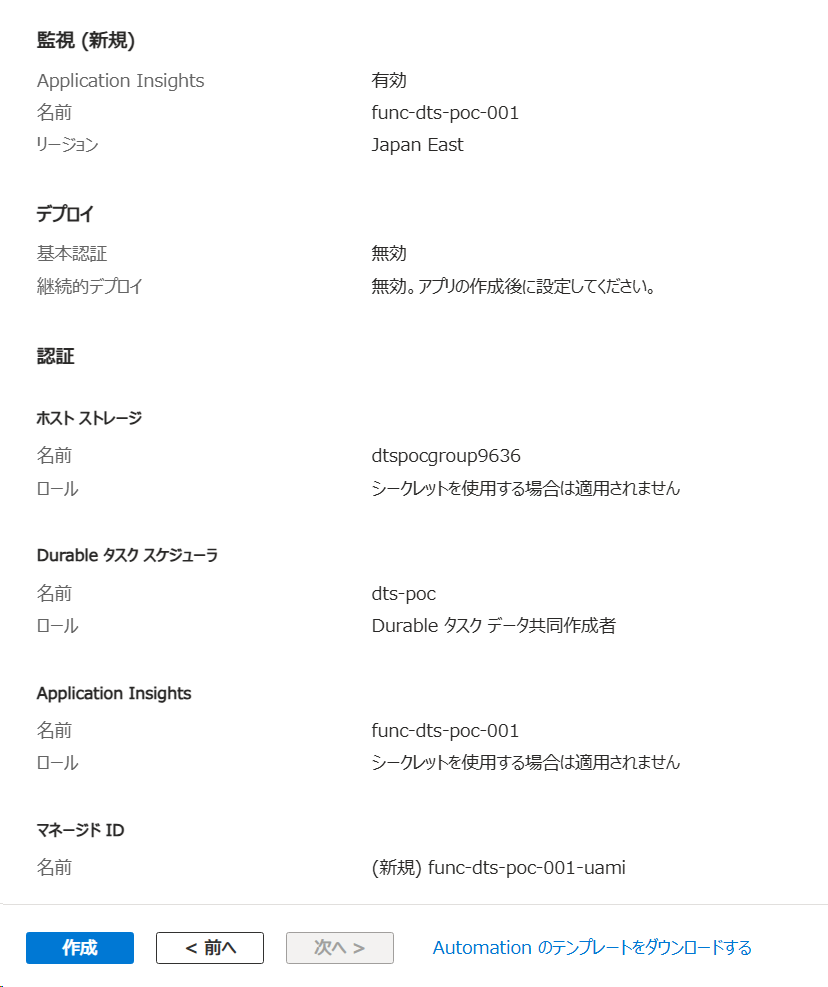 監視 (新規)
Application Insights 有効
名前 func-dts-poc-001
リージョン Japan East
デプロイ
基本認証 無効
継続的デプロイ 無効。アプリの作成後に設定してください。
認証
ホスト ストレージ
名前 dtspocgroup9636
ロール シークレットを使用する場合は適用されません
Durable タスク スケジューラ
名前 dts-poc
ロール Durable タスク データ共同作成者
Application Insights
名前 func-dts-poc-001
ロール シークレットを使用する場合は適用されません
マネージド ID
名前 (新規) func-dts-poc-001-uami
作成 < 前へ 次へ > Automation のテンプレートをダウンロードする